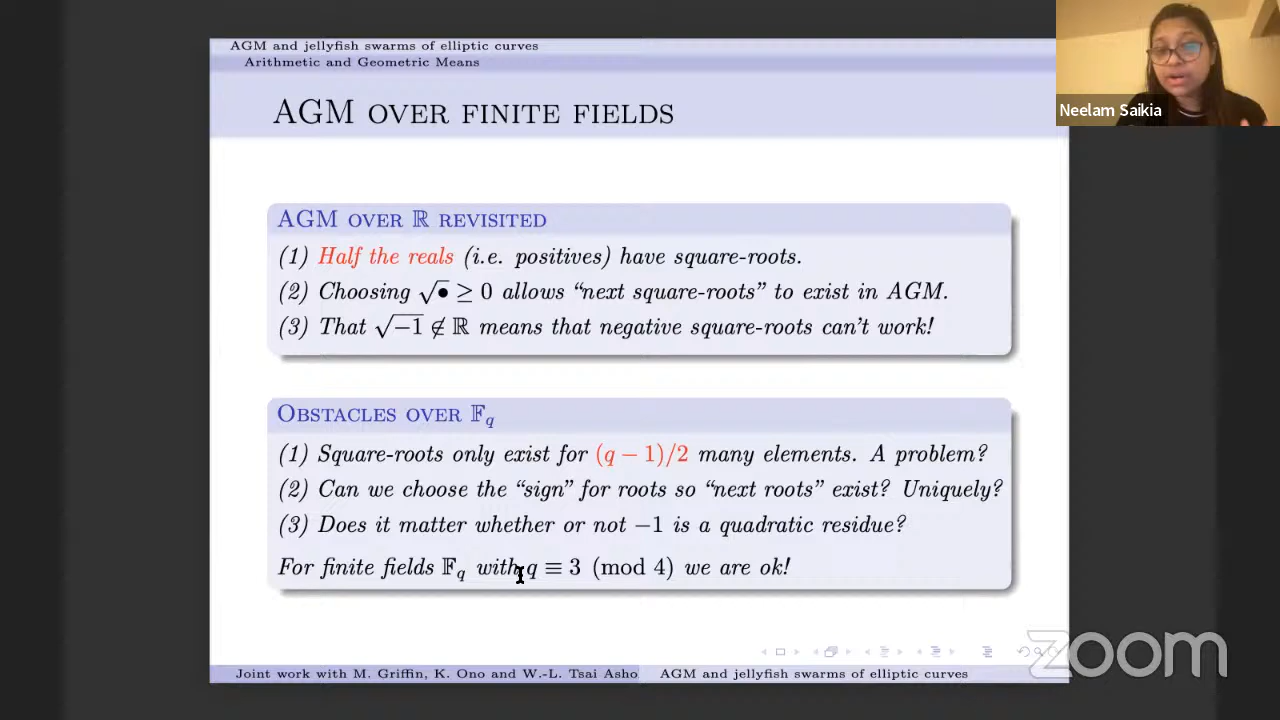 AGM and jellyfish swarms of elliptic curves
Arithmetic and Geometric Means
AGM OVER FINITE FIELDS
Neelam Saikia
AGM OVER ℝ REVISITED
(1) Half the reals (i.e. positives) have square-roots.
(2) Choosing √• ≥ 0 allows “next square-roots” to exist in AGM.
(3) That √−1 ∉ ℝ means that negative square-roots can’t work!
OBSTACLES OVER 𝔽q
(1) Square-roots only exist for (q − 1)/2 many elements. A problem?
(2) Can we choose the “sign” for roots so “next roots” exist? Uniquely?
(3) Does it matter whether or not −1 is a quadratic residue?
For finite fields 𝔽q with q ≡ 3 (mod 4) we are ok!
zoom
Joint work with M. Griffin, K. Ono and W.-L. Tsai Asho
AGM and jellyfish swarms of elliptic curves